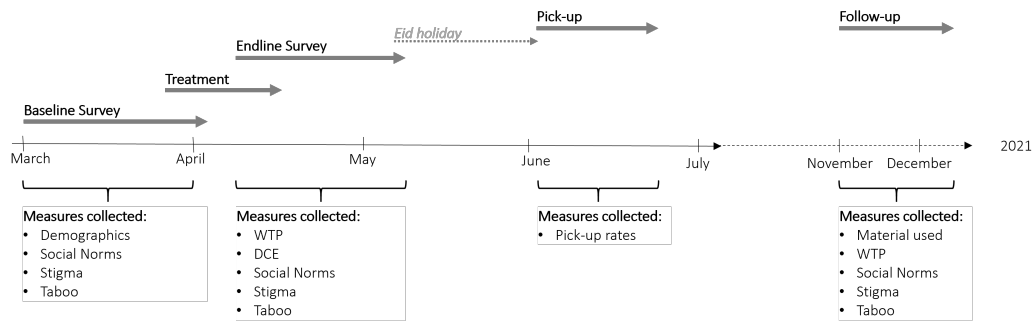 Pick-up
Follow-up
Eid holiday
Endline Survey
Treatment
Baseline Survey
March
April
May
June
July
November
December
2021
Measures collected:
• Demographics
• Social Norms
• Stigma
• Taboo
Measures collected:
• WTP
• DCE
• Social Norms
• Stigma
• Taboo
Measures collected:
• Pick-up rates
Measures collected:
• Material used
• WTP
• Social Norms
• Stigma
• Taboo